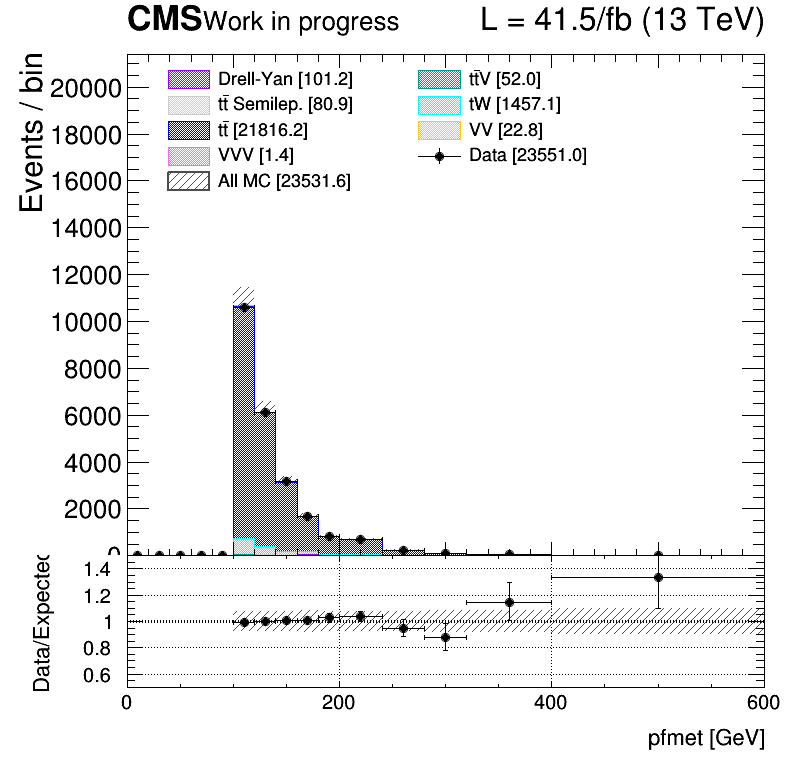 CMS Work in progress L = 41.5/fb (13 TeV)
Events / bin
20000
18000
16000
14000
12000
10000
8000
6000
4000
2000
0
Drell-Yan [101.2]
tt̄ Semilep. [80.9]
tt̄ [21816.2]
VVV [1.4]
All MC [23531.6]
tt̄V [52.0]
tW [1457.1]
VV [22.8]
Data [23551.0]
Data/Expected
1.4
1.2
1
0.8
0.6
0 200 400 600
pfmet [GeV]